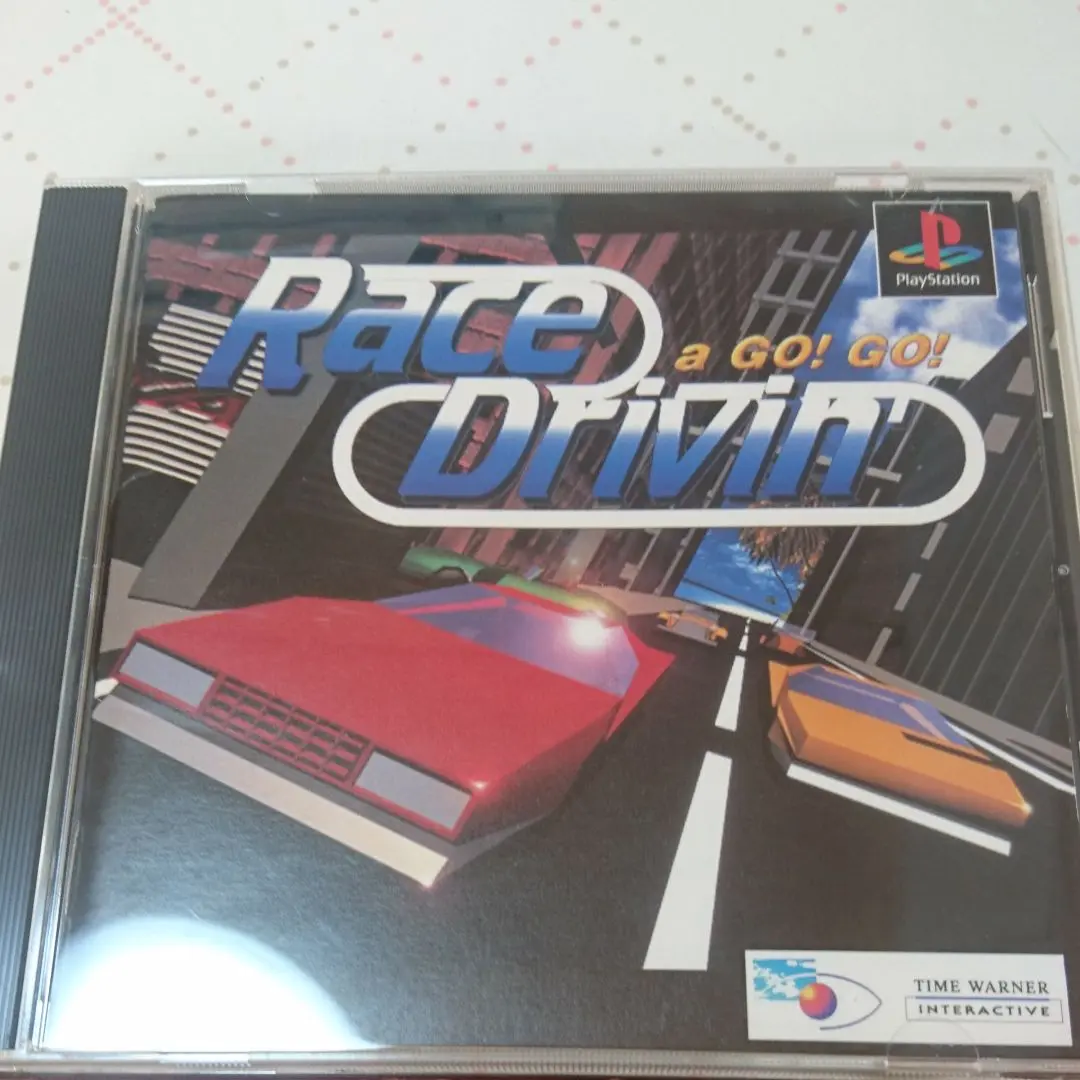 PlayStation
Race
a GO! GO!
Drivin'
TIME WARNER
INTERACTIVE